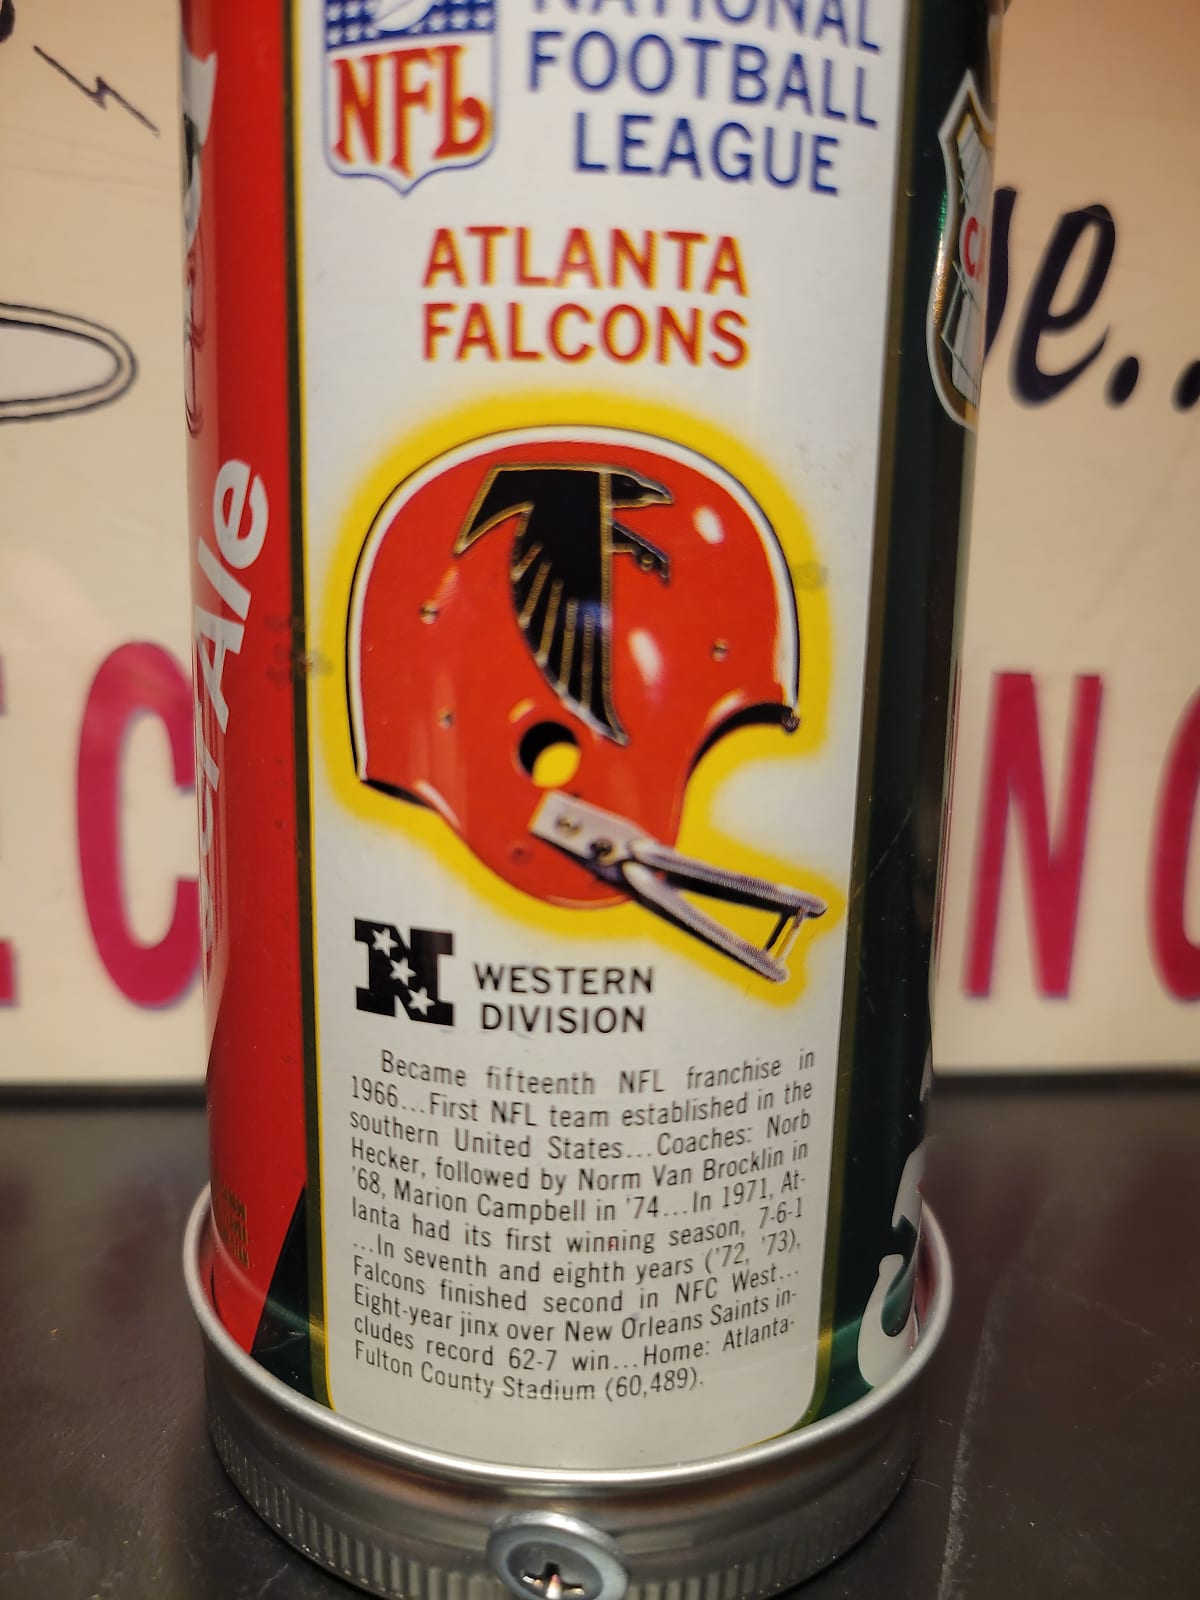 NATIONAL
FOOTBALL
LEAGUE
NFL
ATLANTA
FALCONS
N WESTERN
DIVISION
Became fifteenth NFL franchise in
1966...First NFL team established in the
southern United States...Coaches: Norb
Hecker, followed by Norm Van Brocklin in
'68, Marion Campbell in '74...In 1971, At-
lanta had its first winning season, 7-6-1
...In seventh and eighth years ('72, '73),
Falcons finished second in NFC West...
Eight-year jinx over New Orleans Saints in-
cludes record 62-7 win...Home: Atlanta-
Fulton County Stadium (60,489).
Ale